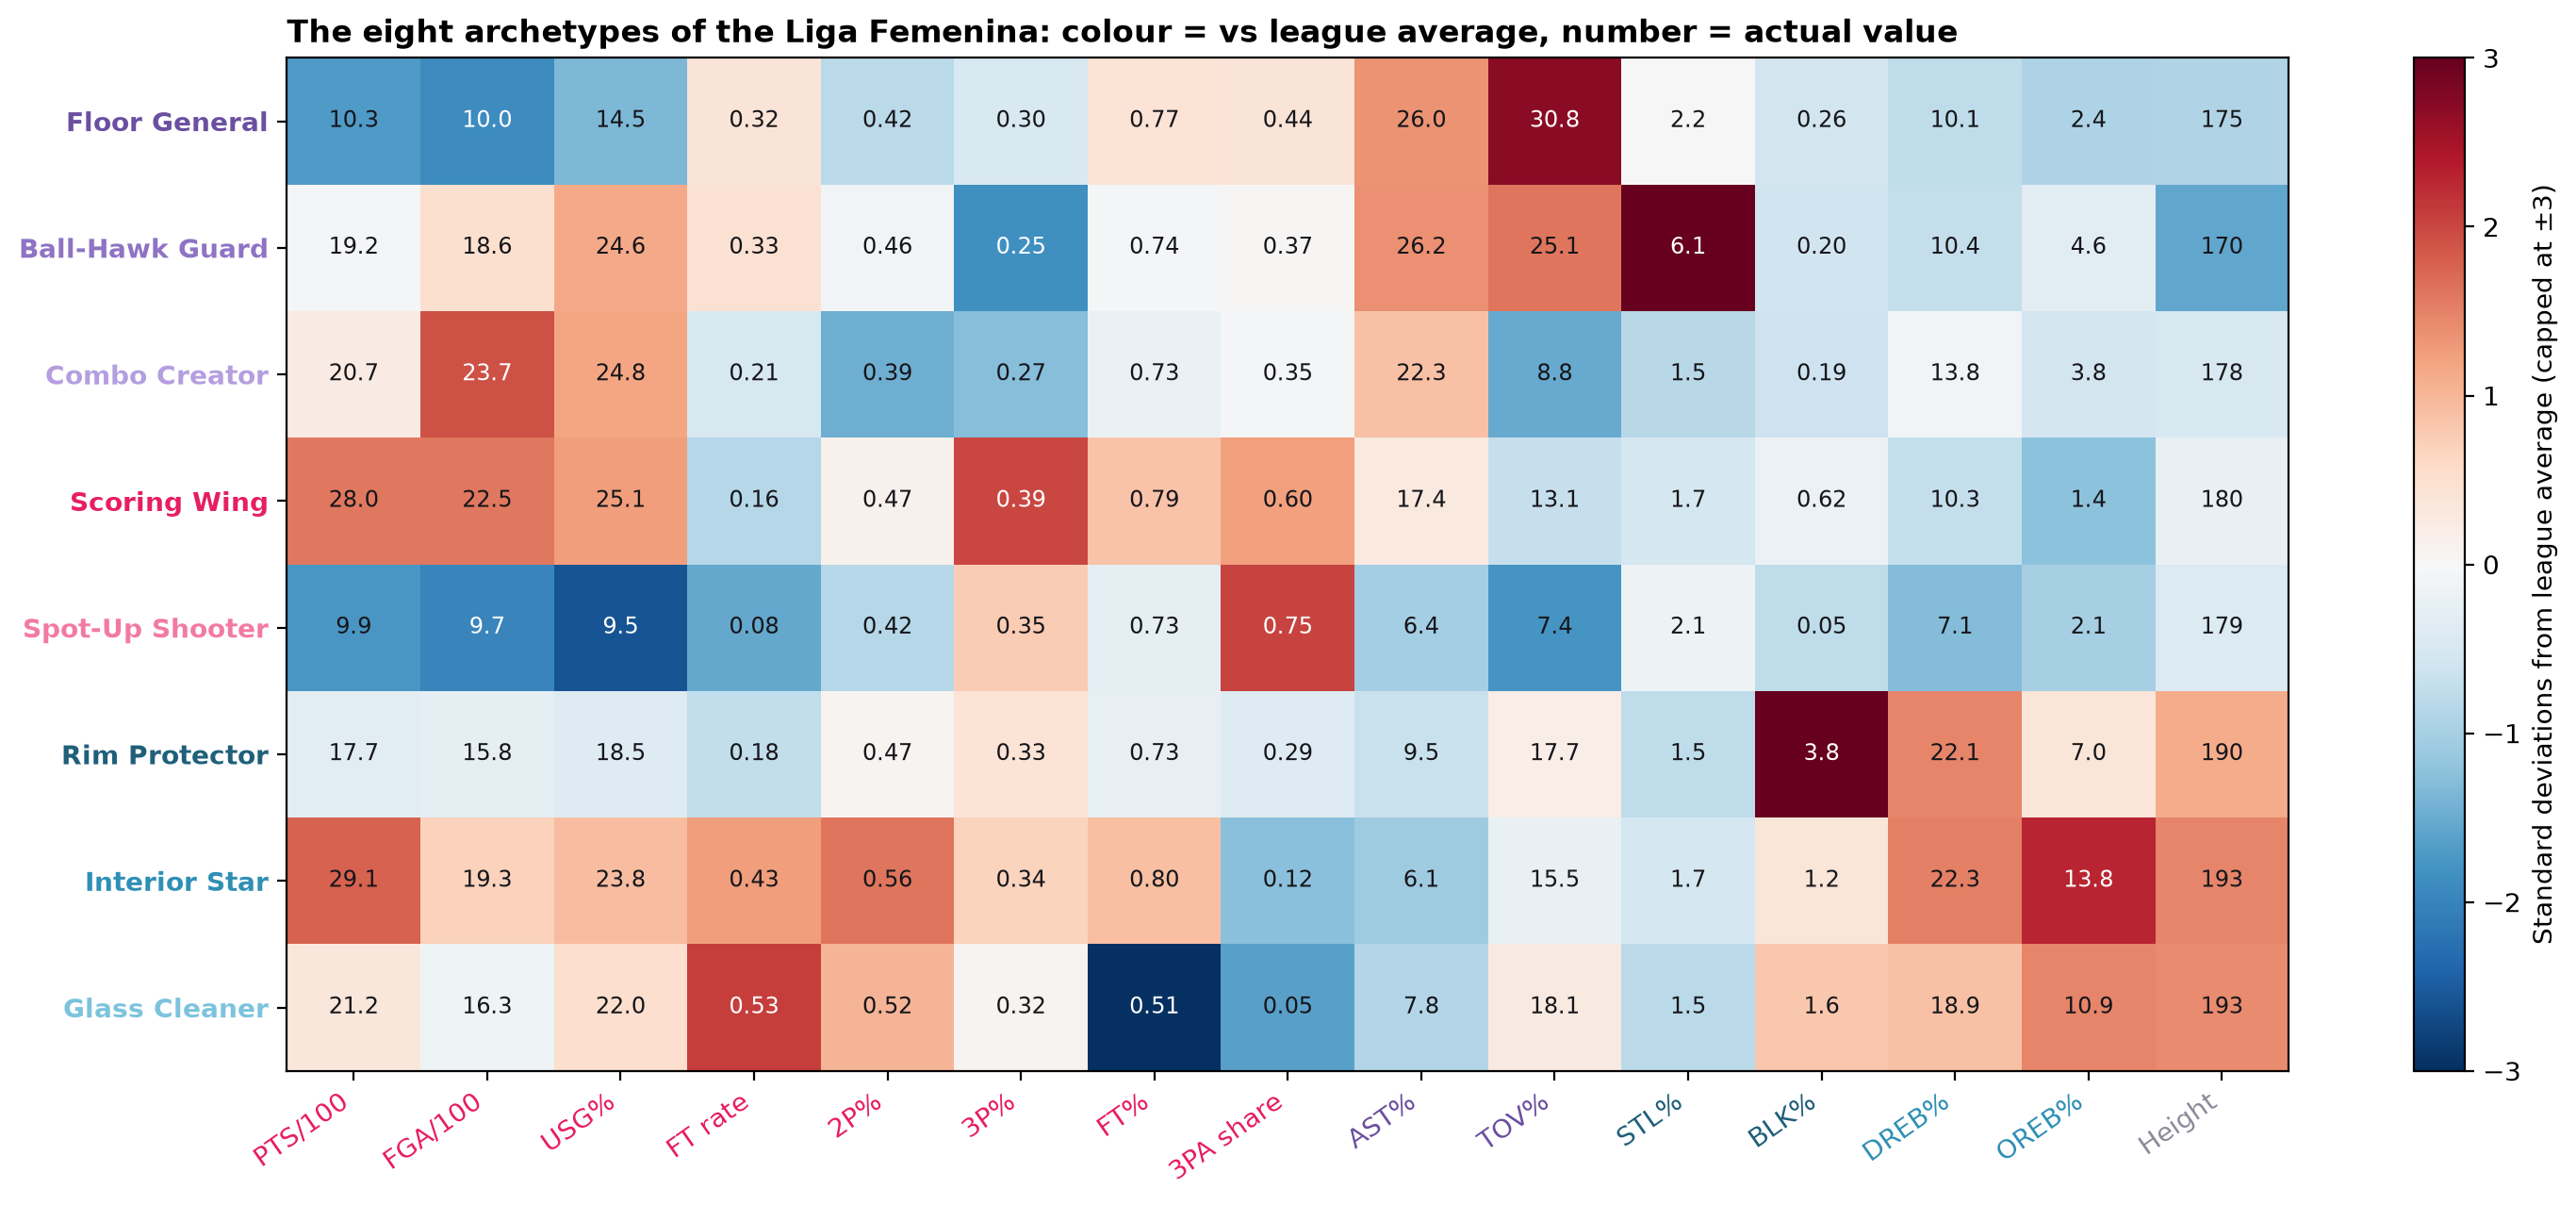 The eight archetypes of the Liga Femenina: colour = vs league average, number = actual value
Floor General 10.3 10.0 14.5 0.32 0.42 0.30 0.77 0.44 26.0 30.8 2.2 0.26 10.1 2.4 175
Ball-Hawk Guard 19.2 18.6 24.6 0.33 0.46 0.25 0.74 0.37 26.2 25.1 6.1 0.20 10.4 4.6 170
Combo Creator 20.7 23.7 24.8 0.21 0.39 0.27 0.73 0.35 22.3 8.8 1.5 0.19 13.8 3.8 178
Scoring Wing 28.0 22.5 25.1 0.16 0.47 0.39 0.79 0.60 17.4 13.1 1.7 0.62 10.3 1.4 180
Spot-Up Shooter 9.9 9.7 9.5 0.08 0.42 0.35 0.73 0.75 6.4 7.4 2.1 0.05 7.1 2.1 179
Rim Protector 17.7 15.8 18.5 0.18 0.47 0.33 0.73 0.29 9.5 17.7 1.5 3.8 22.1 7.0 190
Interior Star 29.1 19.3 23.8 0.43 0.56 0.34 0.80 0.12 6.1 15.5 1.7 1.2 22.3 13.8 193
Glass Cleaner 21.2 16.3 22.0 0.53 0.52 0.32 0.51 0.05 7.8 18.1 1.5 1.6 18.9 10.9 193
PTS/100 FGA/100 USG% FT rate 2P% 3P% FT% 3PA share AST% TOV% STL% BLK% DREB% OREB% Height
3
2
1
0
−1
−2
−3
Standard deviations from league average (capped at ±3)